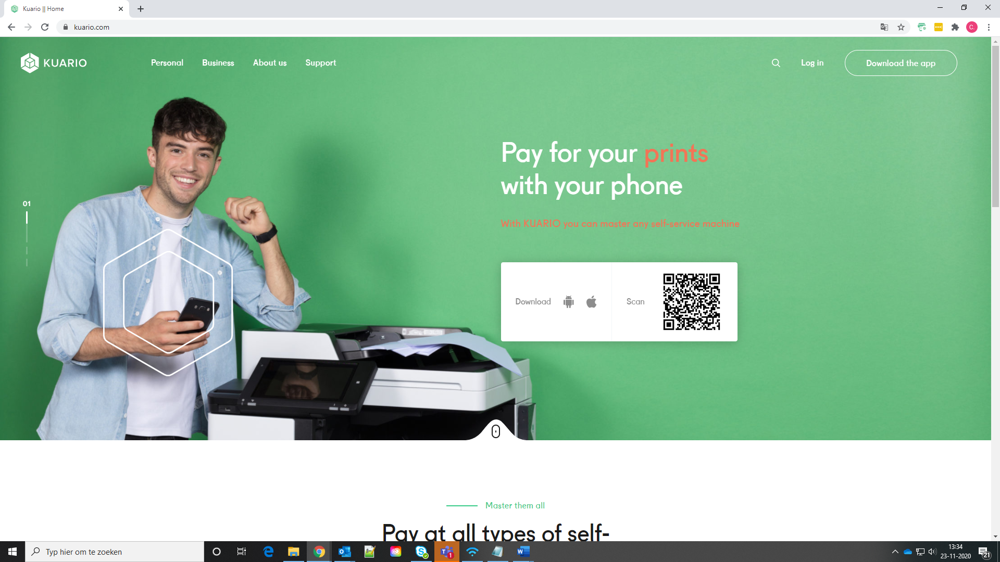 Kuario || Home
kuario.com
C.
KUARIO
Personal
Business
About us
Support
Log in
Download the app
Pay for your prints
with your phone
01
With KUARIO you can master any self-service machine
Download
Scan
Master them all
Pay at all types of self-
Typ hier om te zoeken
1
13:34
23-11-2020
21